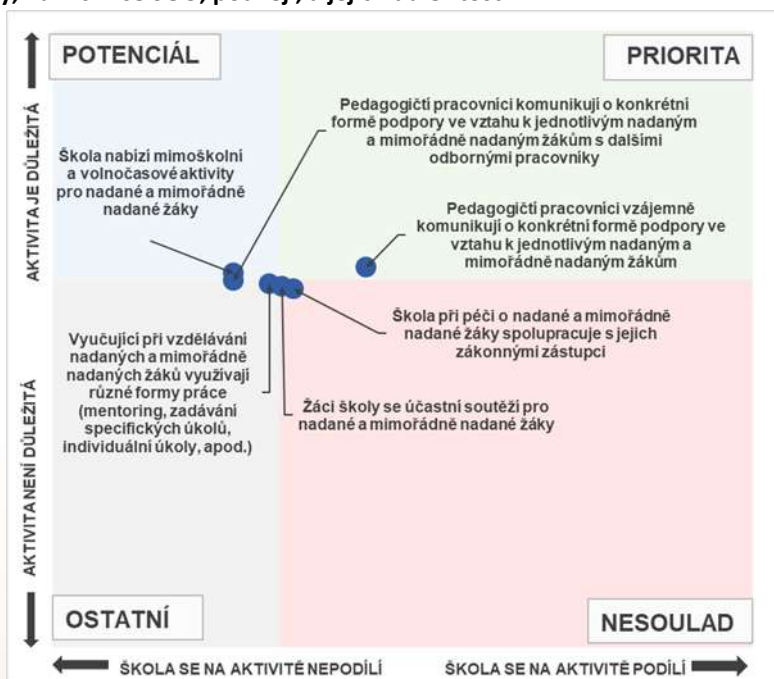 POTENCIÁL
PRIORITA
Pedagogičtí pracovníci komunikují o konkrétní
formě podpory ve vztahu k jednotlivým nadaným
a mimořádně nadaným žákům s dalšími
odbornými pracovníky
Škola nabízí mimoškolní
a volnočasové aktivity
pro nadané a mimořádně
nadané žáky
Pedagogičtí pracovníci vzájemně
komunikují o konkrétní formě podpory ve
vztahu k jednotlivým nadaným a
mimořádně nadaným žákům
AKTIVITA JE DŮLEŽITÁ
Škola při péči o nadané a mimořádně
nadané žáky spolupracuje s jejich
zákonnými zástupci
Vyučující při vzdělávání
nadaných a mimořádně
nadaných žáků využívají
různé formy práce
(mentoring, zadávání
specifických úkolů,
individuální úkoly, apod.)
Žáci školy se účastní soutěží pro
nadané a mimořádně nadané žáky
AKTIVITA NENÍ DŮLEŽITÁ
OSTATNÍ
NESOULAD
ŠKOLA SE NA AKTIVITĚ NEPODÍLÍ
ŠKOLA SE NA AKTIVITĚ PODÍLÍ